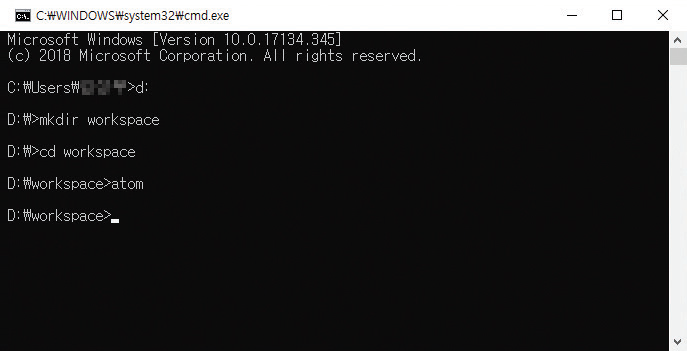 C:₩WINDOWS₩system32₩cmd.exe
Microsoft Windows [Version 10.0.17134.345]
(c) 2018 Microsoft Corporation. All rights reserved.
C:₩Users₩>d:
D:₩>mkdir workspace
D:₩>cd workspace
D:₩workspace>atom
D:₩workspace>